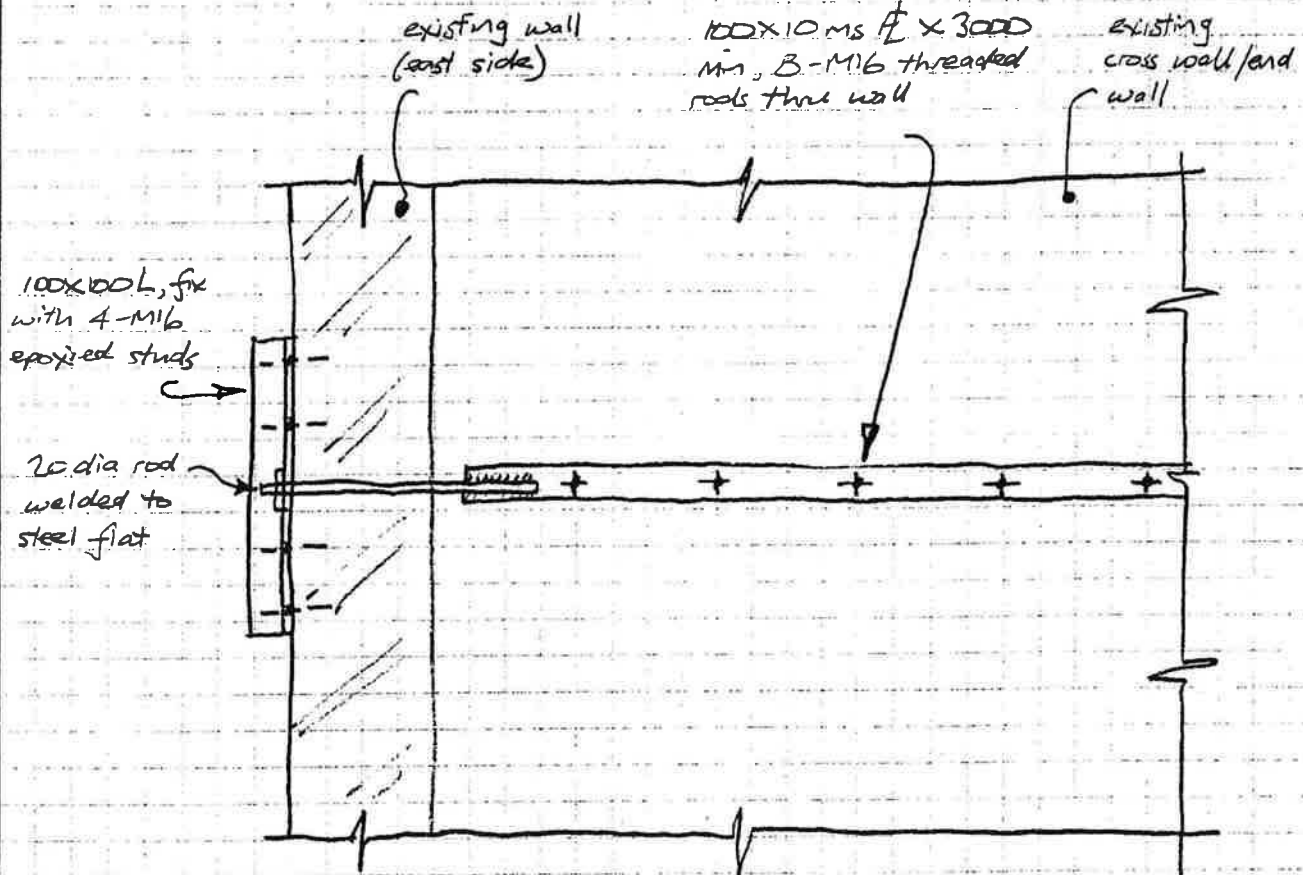 existing wall
(east side)
100x10 ms ⅊ x 3000
min, 8-M16 threaded
rods thru wall
existing
cross wall/end
wall
100x100L, fix
with 4-M16
epoxied studs
20 dia rod
welded to
steel flat